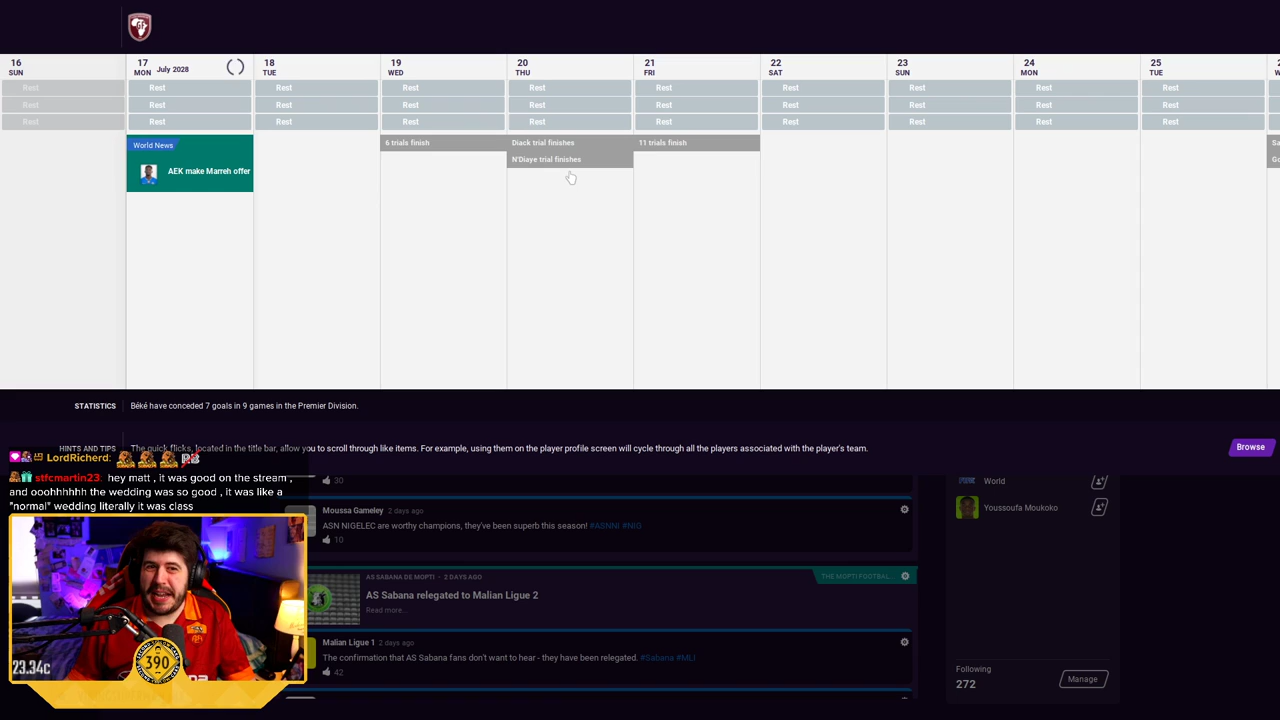 16
SUN
17
MON July 2028
18
TUE
19
WED
20
THU
21
FRI
22
SAT
23
SUN
24
MON
25
TUE
Rest Rest Rest Rest Rest Rest Rest Rest Rest Rest
Rest Rest Rest Rest Rest Rest Rest Rest Rest Rest
Rest Rest Rest Rest Rest Rest Rest Rest Rest Rest
World News
AEK make Marreh offer
6 trials finish
Diack trial finishes
N'Diaye trial finishes
11 trials finish
STATISTICS Béké have conceded 7 goals in 9 games in the Premier Division.
HINTS AND TIPS The quick flicks, located in the title bar, allow you to scroll through like items. For example, using them on the player profile screen will cycle through all the players associated with the player's team.
Browse
LordRicherd:
stfcmartin23: hey matt , it was good on the stream ,
and ooohhhhhh the wedding was so good , it was like a
"normal" wedding literally it was class
30
Moussa Gameley 2 days ago
ASN NIGELEC are worthy champions, they've been superb this season! #ASNNI #NIG
10
AS SABANA DE MOPTI - 2 DAYS AGO
THE MOPTI FOOTBAL...
AS Sabana relegated to Malian Ligue 2
Read more...
Malian Ligue 1 2 days ago
The confirmation that AS Sabana fans don't want to hear - they have been relegated. #Sabana #ML1
42
World
Youssoufa Moukoko
Following
272
Manage
23.34c
390